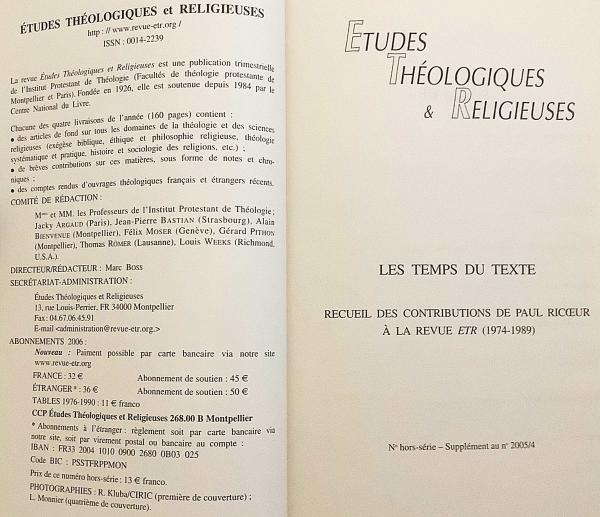 ÉTUDES THÉOLOGIQUES et RELIGIEUSES
http : // www.revue-etr.org /
ISSN : 0014-2239
La revue Études Théologiques et Religieuses est une publication trimestrielle
de l'Institut Protestant de Théologie (Facultés de théologie protestante de
Montpellier et Paris). Fondée en 1926, elle est soutenue depuis 1984 par le
Centre National du Livre.
Chacune des quatre livraisons de l'année (160 pages) contient :
• des articles de fond sur tous les domaines de la théologie et des sciences
religieuses (exégèse biblique, éthique et philosophie religieuse, théologie
systématique et pratique, histoire et sociologie des religions, etc.) ;
• de brèves contributions sur ces matières, sous forme de notes et chro-
niques ;
• des comptes rendus d'ouvrages théologiques français et étrangers récents.
COMITÉ DE RÉDACTION :
Mme et MM. les Professeurs de l'Institut Protestant de Théologie ;
Jacky ARGAUD (Paris), Jean-Pierre BASTIAN (Strasbourg), Alain
BIENVENUE (Montpellier), Félix MOSER (Genève), Gérard PITHON
(Montpellier), Thomas RÖMER (Lausanne), Louis WEEKS (Richmond,
U.S.A.).
DIRECTEUR/RÉDACTEUR : Marc Boss
SECRÉTARIAT-ADMINISTRATION :
Études Théologiques et Religieuses
13, rue Louis-Perrier, FR 34000 Montpellier
Fax : 04.67.06.45.91
E-mail <administration@revue-etr.org.>
ABONNEMENTS 2006 :
Nouveau : Paiment possible par carte bancaire via notre site
www.revue-etr.org
FRANCE : 32 € Abonnement de soutien : 45 €
ÉTRANGER* : 36 € Abonnement de soutien : 50 €
TABLES 1976-1990 : 11 € franco
CCP Études Théologiques et Religieuses 268.00 B Montpellier
* Abonnements à l'étranger : règlement soit par carte bancaire via
notre site, soit par virement postal ou bancaire au compte :
IBAN : FR33 2004 1010 0900 2680 0B03 025
Code BIC : PSSTFRPPMON
Prix de ce numéro hors-série : 13 € franco.
PHOTOGRAPHIES : R. Kluba/CIRIC (première de couverture) ;
L. Monnier (quatrième de couverture).
ETUDES
THÉOLOGIQUES
& RELIGIEUSES
LES TEMPS DU TEXTE
RECUEIL DES CONTRIBUTIONS DE PAUL RICŒUR
À LA REVUE ETR (1974-1989)
N° hors-série – Supplément au n° 2005/4